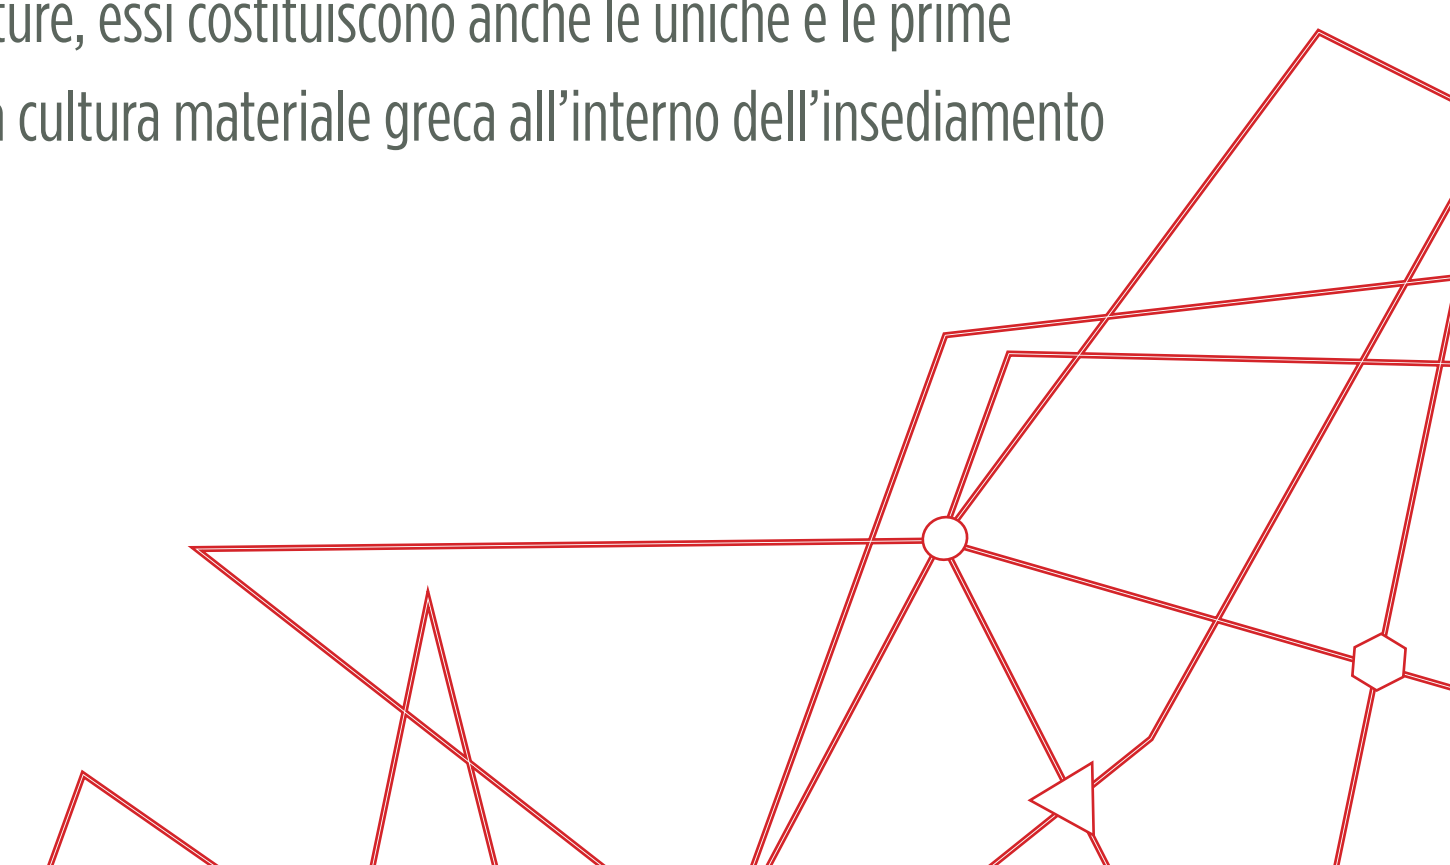 ture, essi costituiscono anche le uniche e le prime
cultura materiale greca all’interno dell’insediamento